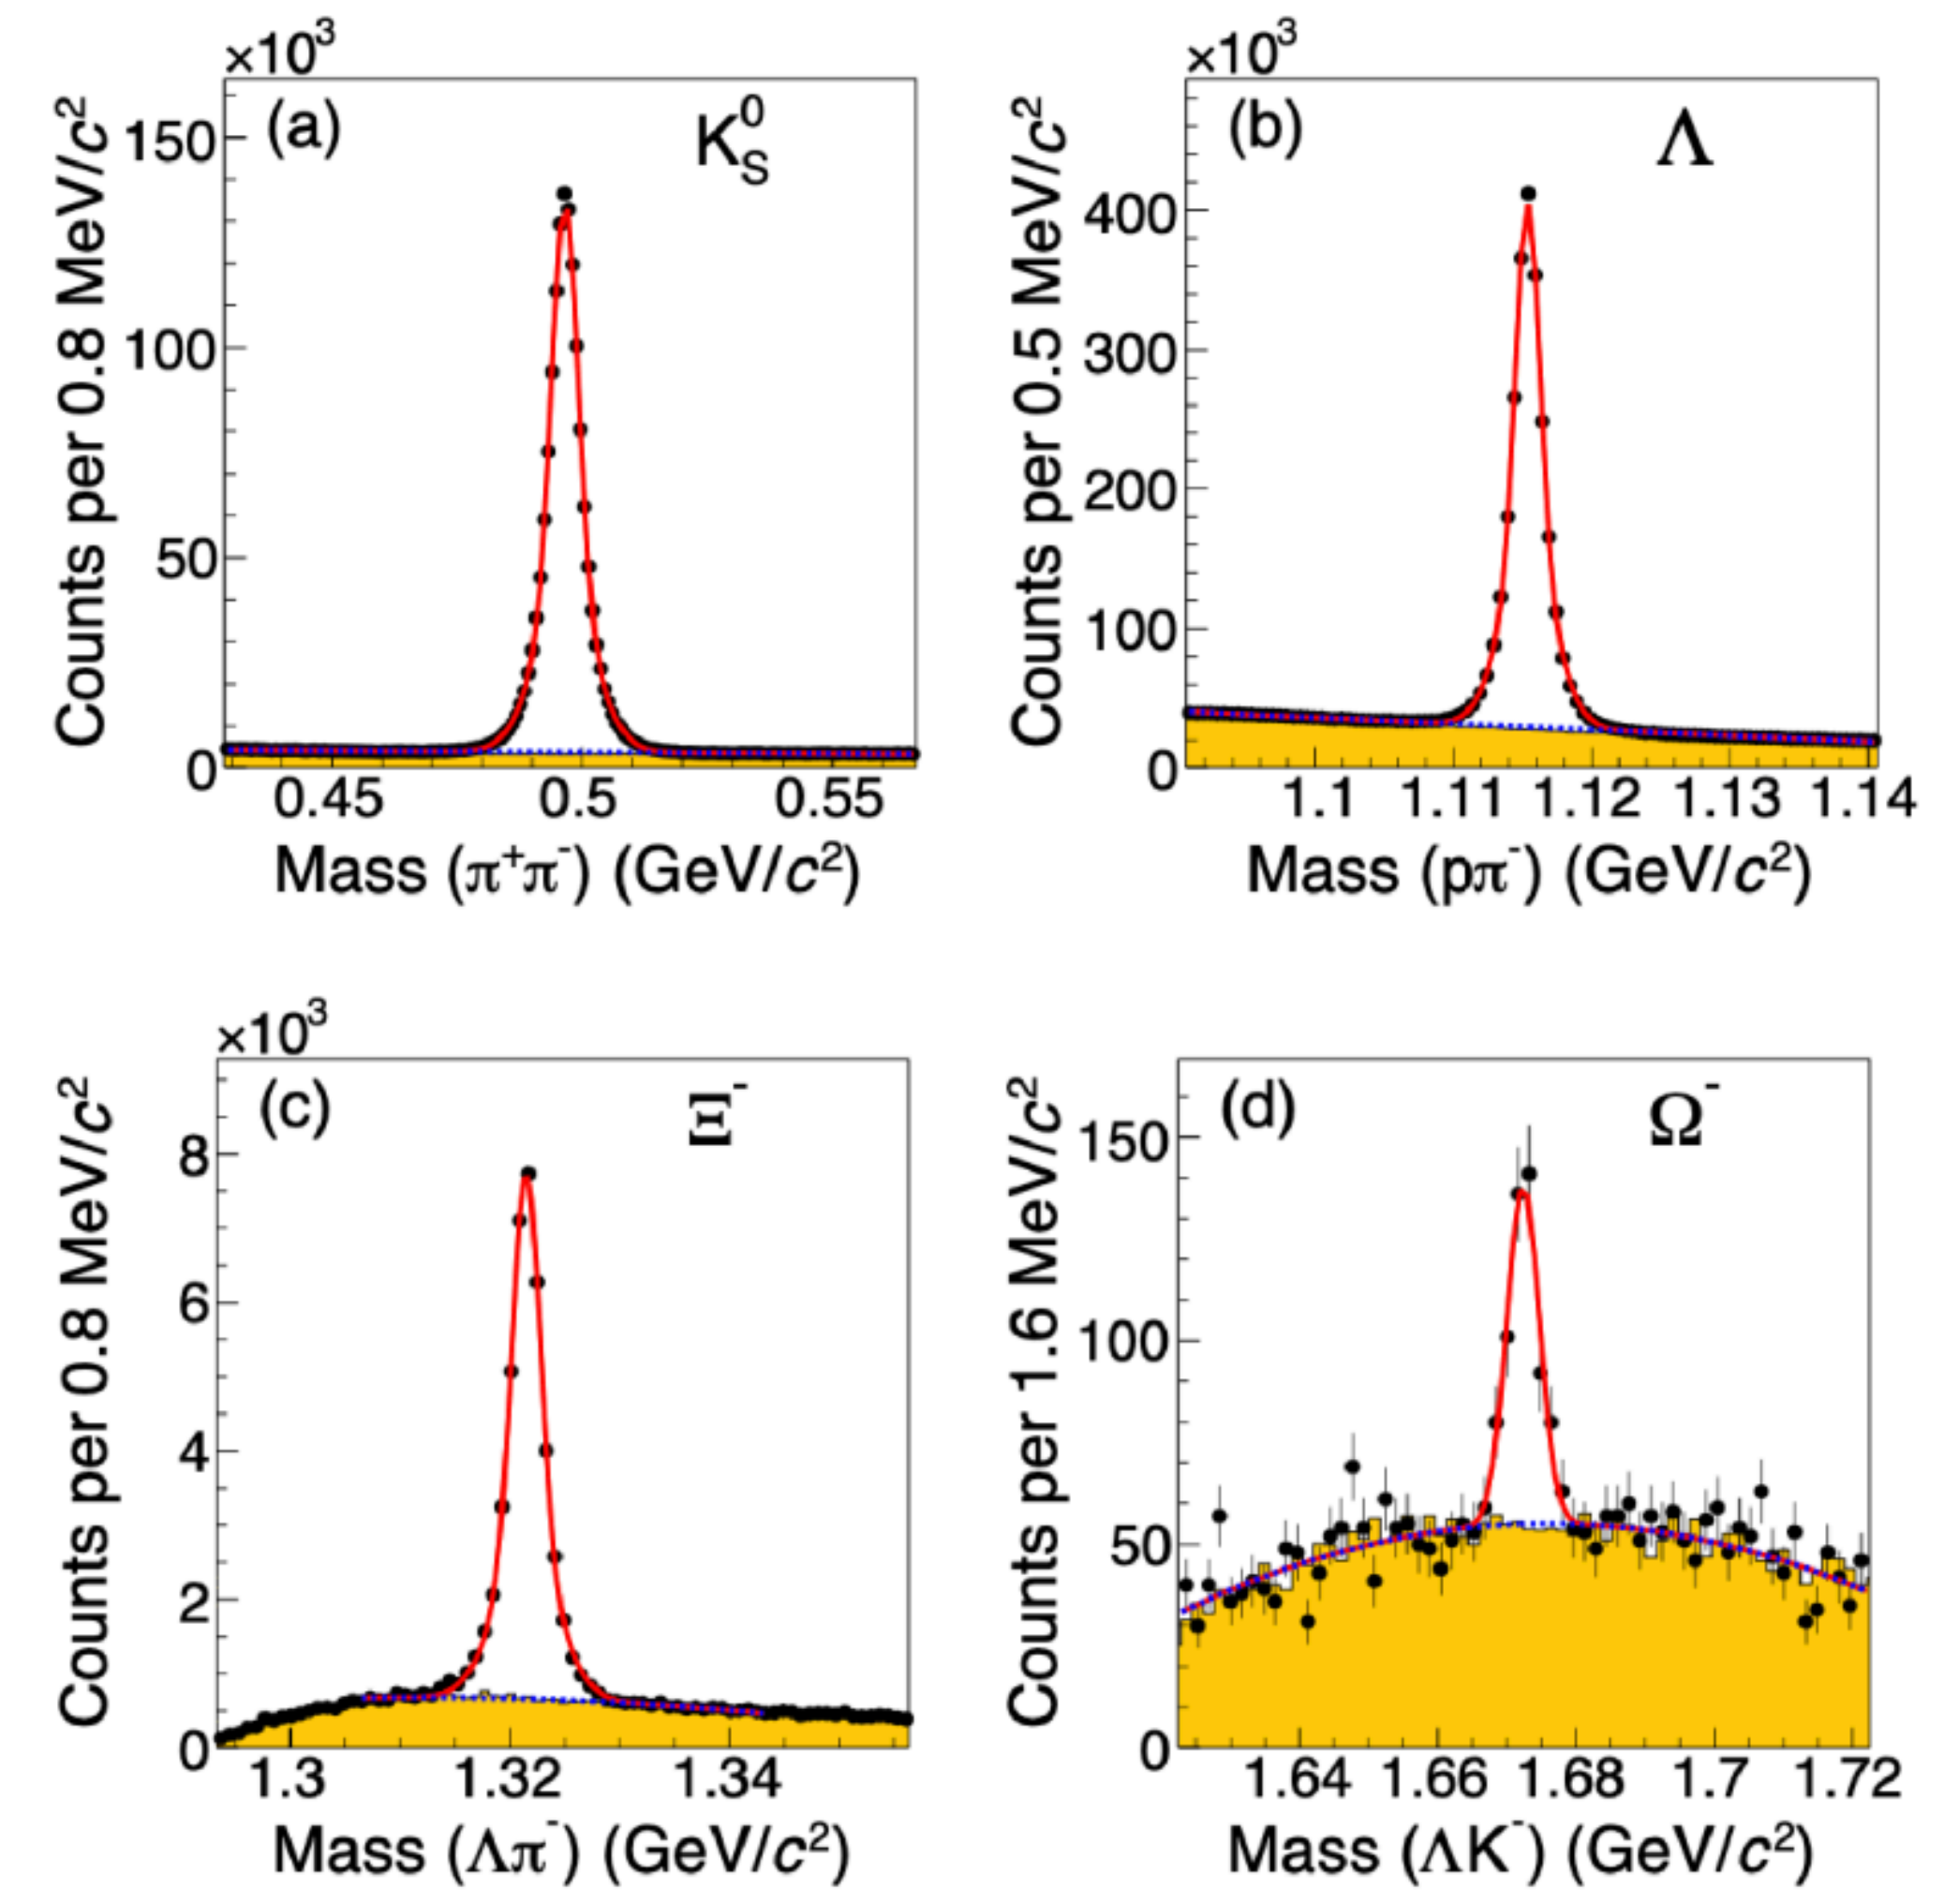 ×10³
(a) K⁰S
150
100
50
0
0.45 0.5 0.55
Counts per 0.8 MeV/c²
Mass (π⁺π⁻) (GeV/c²)
×10³
(b) Λ
400
300
200
100
0
1.1 1.11 1.12 1.13 1.14
Counts per 0.5 MeV/c²
Mass (pπ⁻) (GeV/c²)
×10³
(c) Ξ⁻
8
6
4
2
0
1.3 1.32 1.34
Counts per 0.8 MeV/c²
Mass (Λπ⁻) (GeV/c²)
(d) Ω⁻
150
100
50
0
1.64 1.66 1.68 1.7 1.72
Counts per 1.6 MeV/c²
Mass (ΛK⁻) (GeV/c²)